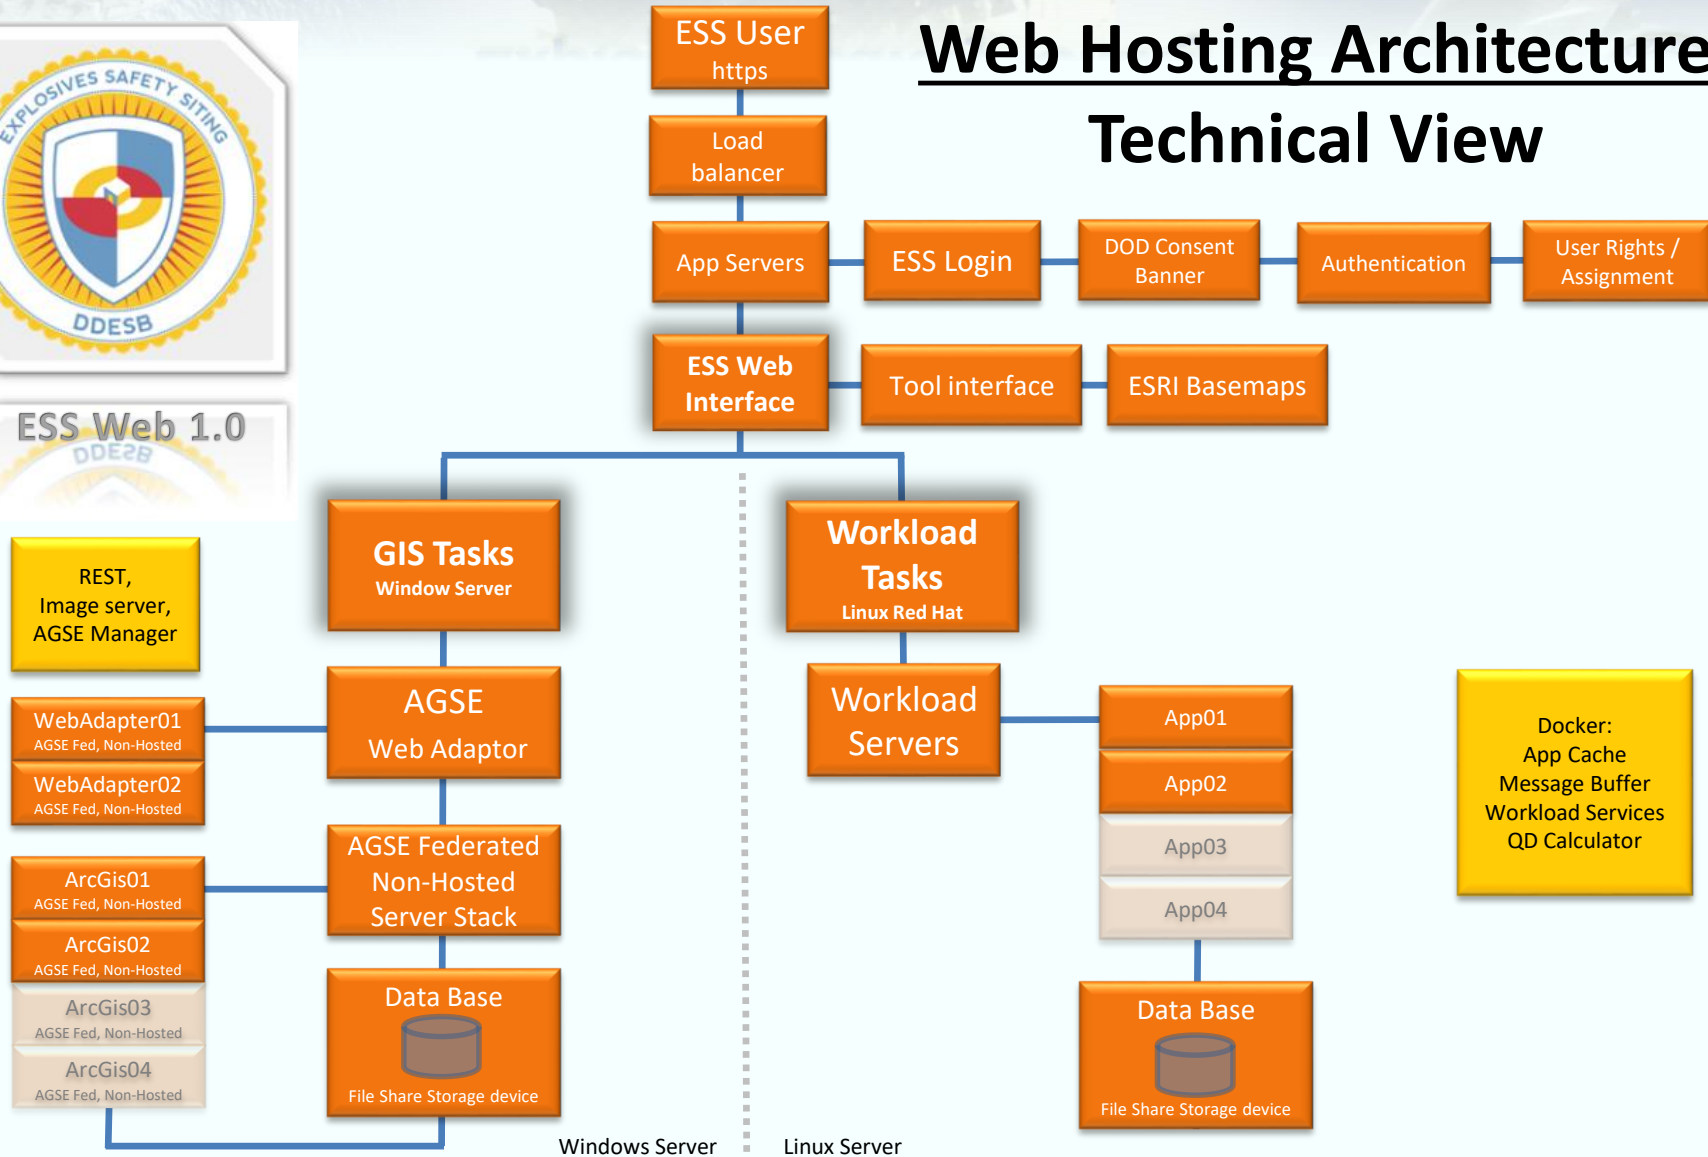 Web Hosting Architecture
Technical View
EXPLOSIVES SAFETY SITING
DDESB
ESS Web 1.0
DDESB
ESS User
https
Load
balancer
App Servers
ESS Login
DOD Consent
Banner
Authentication
User Rights /
Assignment
ESS Web
Interface
Tool interface
ESRI Basemaps
GIS Tasks
Window Server
Workload
Tasks
Linux Red Hat
REST,
Image server,
AGSE Manager
AGSE
Web Adaptor
WebAdapter01
AGSE Fed, Non-Hosted
WebAdapter02
AGSE Fed, Non-Hosted
AGSE Federated
Non-Hosted
Server Stack
ArcGis01
AGSE Fed, Non-Hosted
ArcGis02
AGSE Fed, Non-Hosted
ArcGis03
AGSE Fed, Non-Hosted
ArcGis04
AGSE Fed, Non-Hosted
Data Base
File Share Storage device
Workload
Servers
App01
App02
App03
App04
Data Base
File Share Storage device
Docker:
App Cache
Message Buffer
Workload Services
QD Calculator
Windows Server
Linux Server